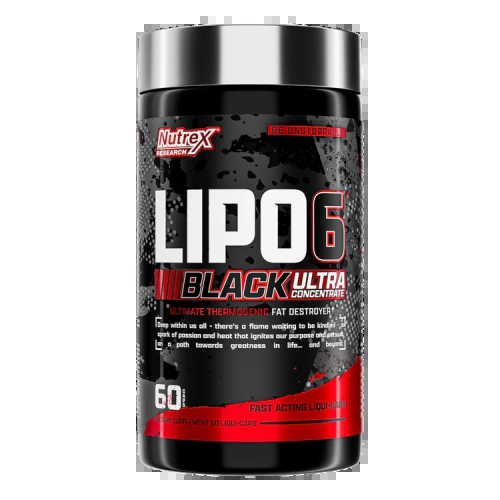 Nutrex
RESEARCH
BE UNSTOPPABLE
LIPO6
BLACK ULTRA
CONCENTRATE
ULTIMATE THERMOGENIC FAT DESTROYER
Deep within us all - there's a flame waiting to be kindled
spark of passion and heat that ignites our purpose and
on a path towards greatness in life... and beyond.
60
FAST ACTING LIQUI-CAPS
SUPPLEMENT 60 LIQUI-CAPS